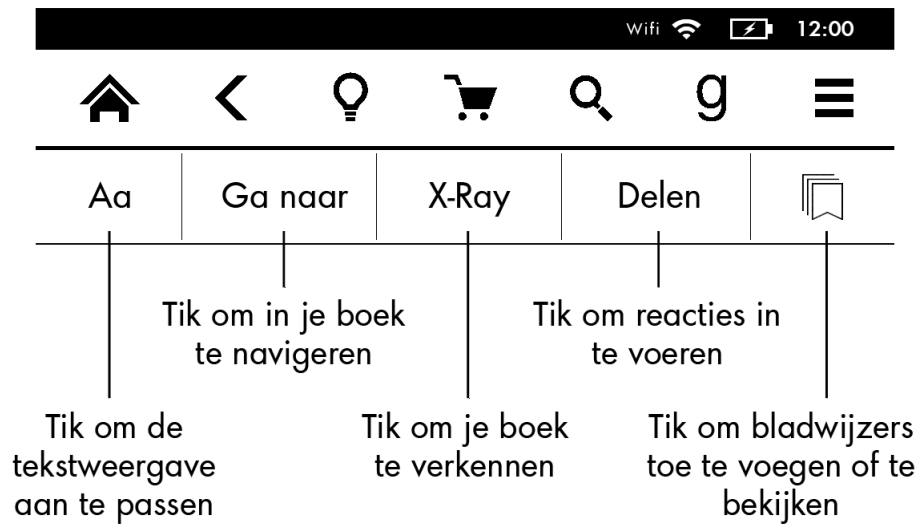 Wifi 12:00
g
Aa Ga naar X-Ray Delen
Tik om in je boek
te navigeren
Tik om reacties in
te voeren
Tik om de
tekstweergave
aan te passen
Tik om je boek
te verkennen
Tik om bladwijzers
toe te voegen of te
bekijken